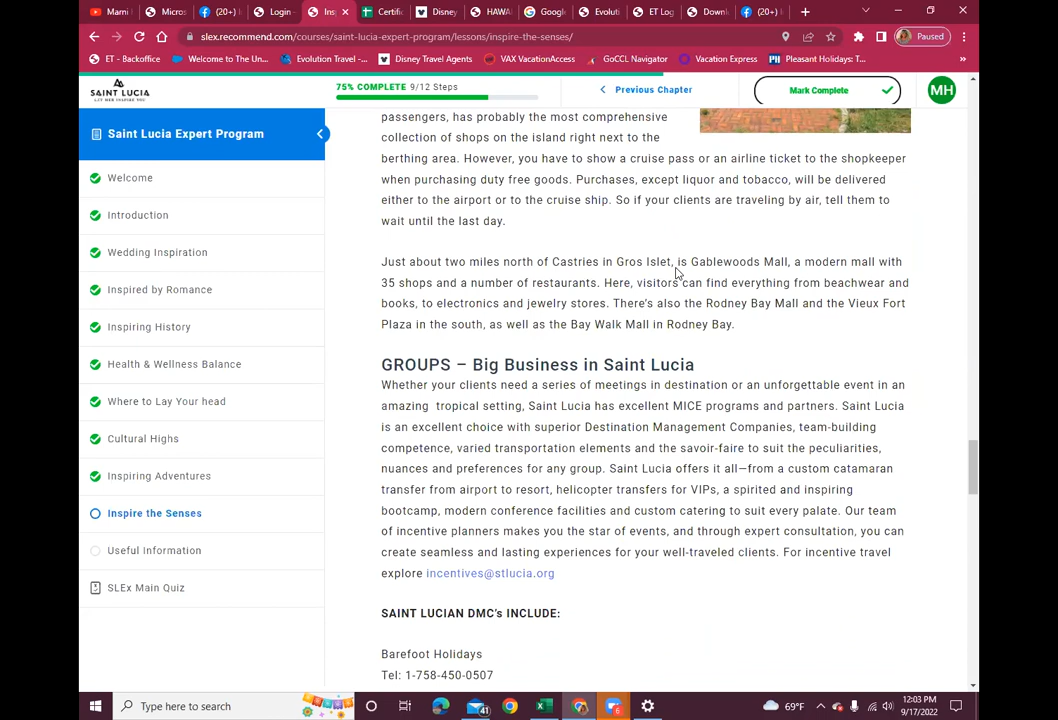 Marni
Micros
(20+)
Login -
Ins
Certific
Disney
HAWAI
Google
Evoluti
ET Log
Downl
(20+)
slex.recommend.com/courses/saint-lucia-expert-program/lessons/inspire-the-senses/
Paused
ET - Backoffice
Welcome to The Un...
Evolution Travel -...
Disney Travel Agents
VAX VacationAccess
GoCCL Navigator
Vacation Express
Pleasant Holidays: T...
SAINT LUCIA
LET HER INSPIRE YOU
75% COMPLETE 9/12 Steps
Previous Chapter
Mark Complete
MH
Saint Lucia Expert Program
Welcome
Introduction
Wedding Inspiration
Inspired by Romance
Inspiring History
Health & Wellness Balance
Where to Lay Your head
Cultural Highs
Inspiring Adventures
Inspire the Senses
Useful Information
SLEx Main Quiz
passengers, has probably the most comprehensive
collection of shops on the island right next to the
berthing area. However, you have to show a cruise pass or an airline ticket to the shopkeeper
when purchasing duty free goods. Purchases, except liquor and tobacco, will be delivered
either to the airport or to the cruise ship. So if your clients are traveling by air, tell them to
wait until the last day.
Just about two miles north of Castries in Gros Islet, is Gablewoods Mall, a modern mall with
35 shops and a number of restaurants. Here, visitors can find everything from beachwear and
books, to electronics and jewelry stores. There's also the Rodney Bay Mall and the Vieux Fort
Plaza in the south, as well as the Bay Walk Mall in Rodney Bay.
GROUPS – Big Business in Saint Lucia
Whether your clients need a series of meetings in destination or an unforgettable event in an
amazing tropical setting, Saint Lucia has excellent MICE programs and partners. Saint Lucia
is an excellent choice with superior Destination Management Companies, team-building
competence, varied transportation elements and the savoir-faire to suit the peculiarities,
nuances and preferences for any group. Saint Lucia offers it all—from a custom catamaran
transfer from airport to resort, helicopter transfers for VIPs, a spirited and inspiring
bootcamp, modern conference facilities and custom catering to suit every palate. Our team
of incentive planners makes you the star of events, and through expert consultation, you can
create seamless and lasting experiences for your well-traveled clients. For incentive travel
explore incentives@stlucia.org
SAINT LUCIAN DMC's INCLUDE:
Barefoot Holidays
Tel: 1-758-450-0507
Type here to search
41
6
69°F
12:03 PM
9/17/2022